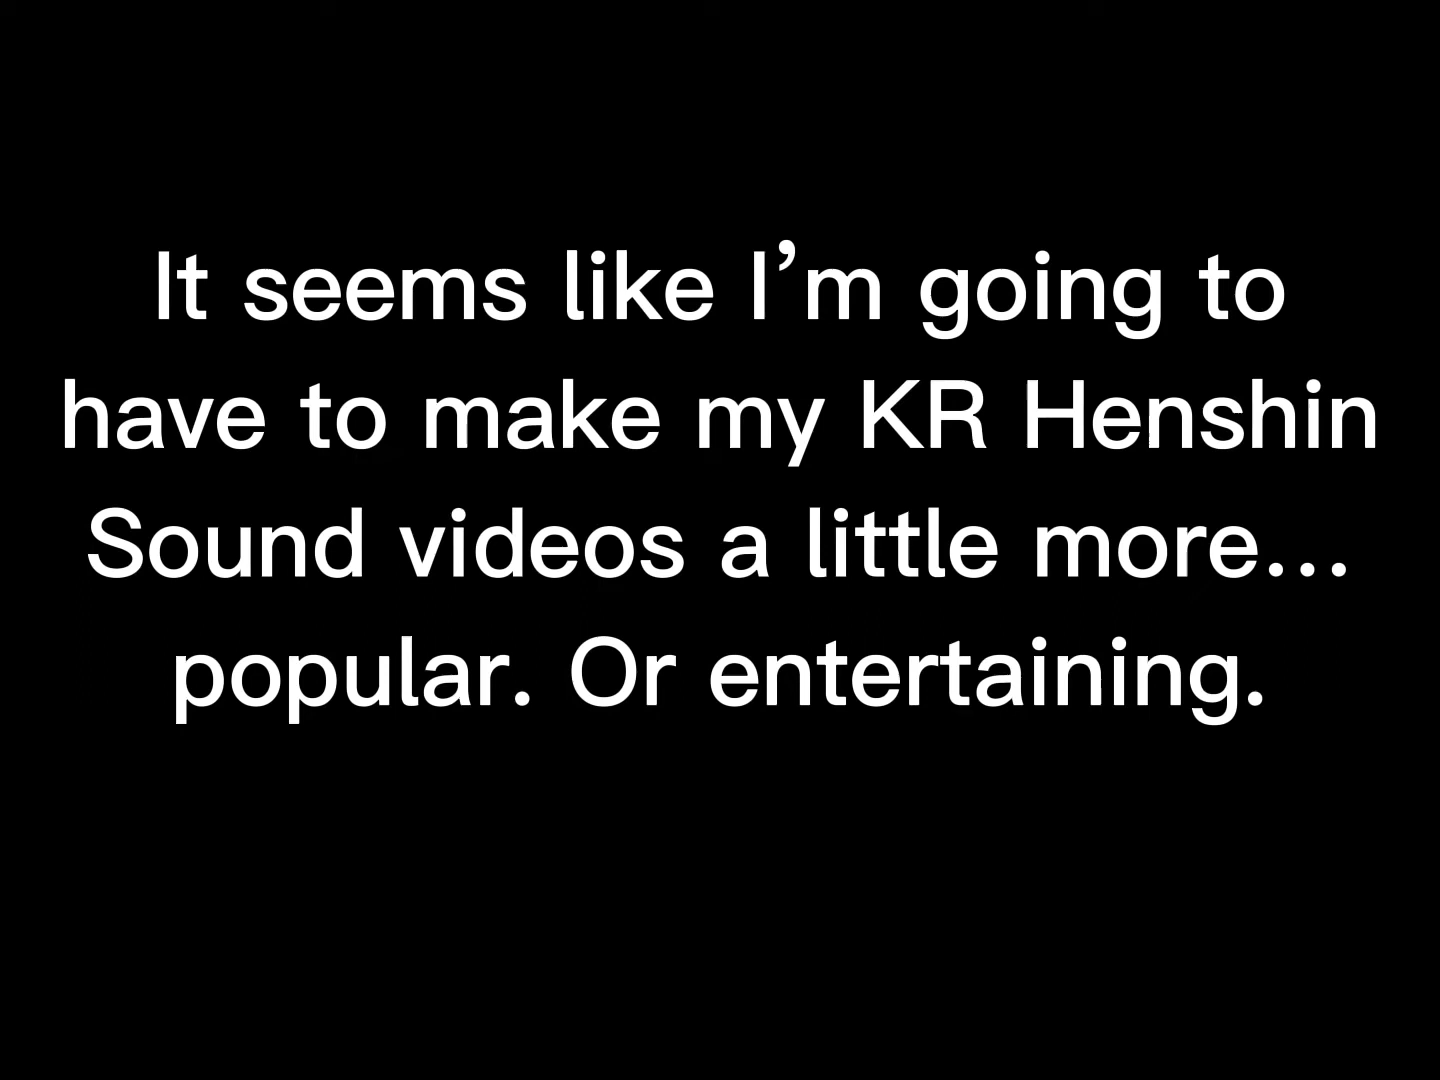 It seems like I’m going to
have to make my KR Henshin
Sound videos a little more...
popular. Or entertaining.